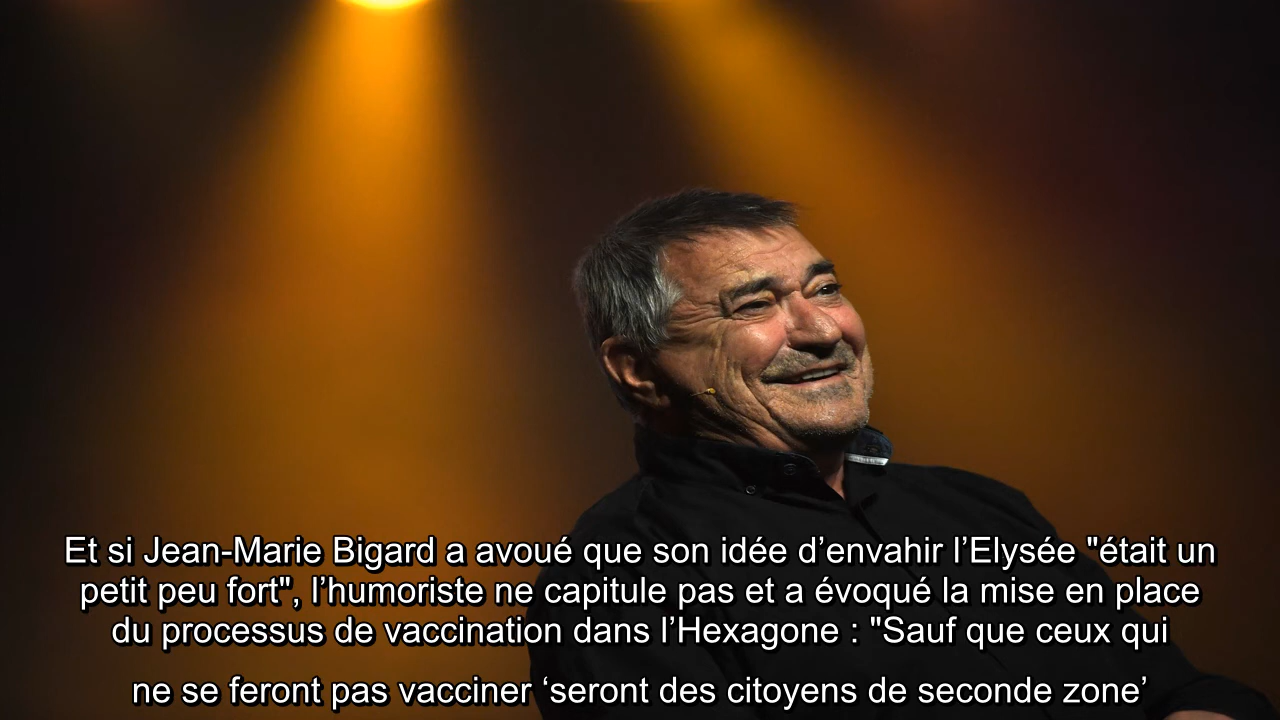 Et si Jean-Marie Bigard a avoué que son idée d’envahir l’Elysée "était un
petit peu fort", l’humoriste ne capitule pas et a évoqué la mise en place
du processus de vaccination dans l’Hexagone : "Sauf que ceux qui
ne se feront pas vacciner ‘seront des citoyens de seconde zone’